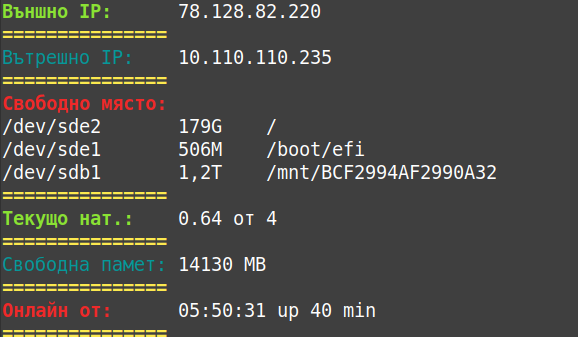 Външно IP: 78.128.82.220
===============
Вътрешно IP: 10.110.110.235
===============
Свободно място:
/dev/sde2 179G /
/dev/sde1 506M /boot/efi
/dev/sdb1 1,2T /mnt/BCF2994AF2990A32
===============
Текущо нат.: 0.64 от 4
===============
Свободна памет: 14130 MB
===============
Онлайн от: 05:50:31 up 40 min
===============